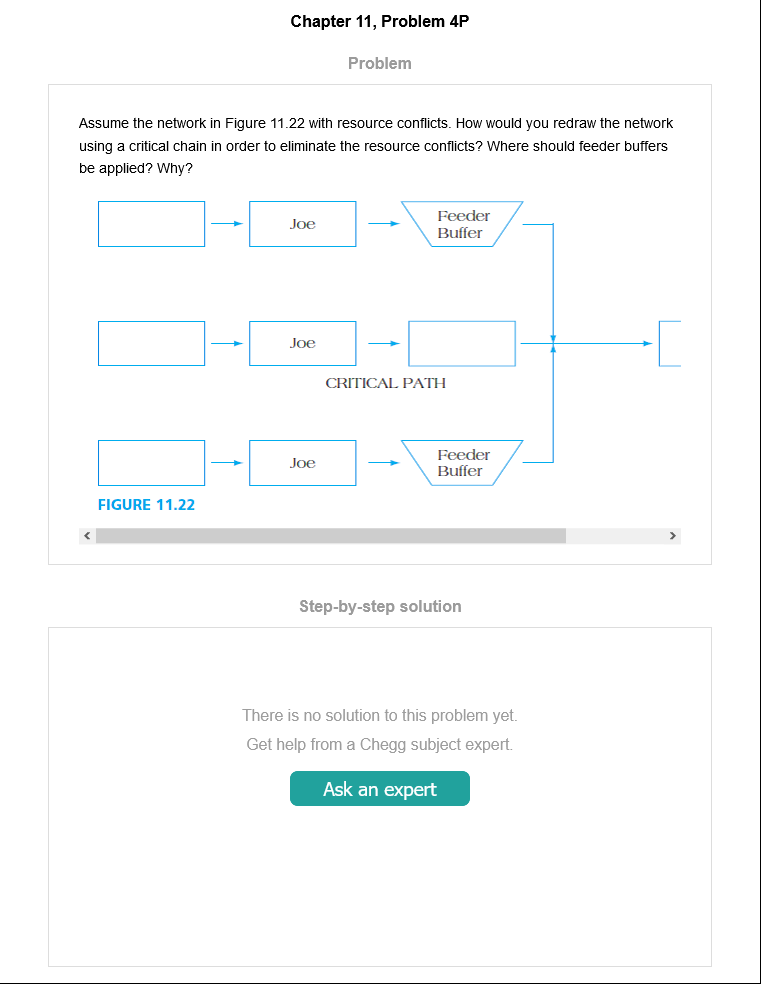 Chapter 11, Problem 4P
Problem
Assume the network in Figure 11.22 with resource conflicts. How would you redraw the network
using a critical chain in order to eliminate the resource conflicts? Where should feeder buffers
be applied? Why?
Joe
Feeder
Buffer
Joe
CRITICAL PATH
Joe
Feeder
Buffer
FIGURE 11.22
Step-by-step solution
There is no solution to this problem yet.
Get help from a Chegg subject expert.
Ask an expert